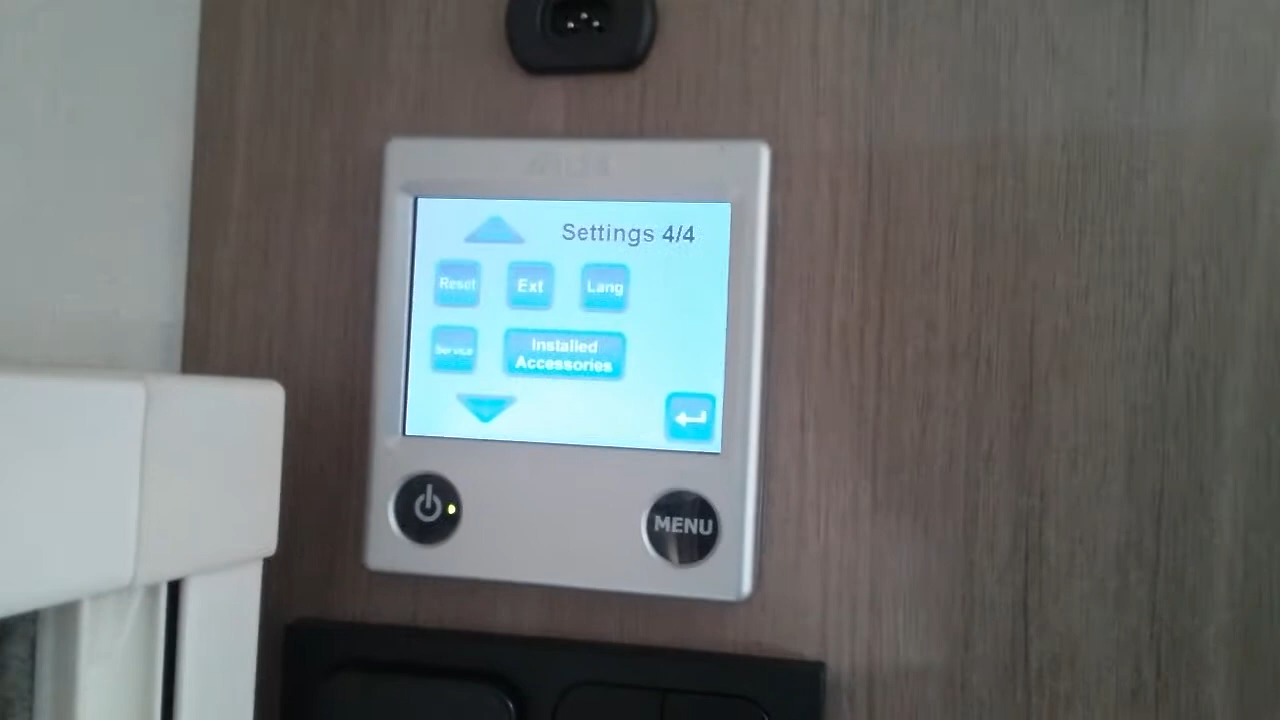 Settings 4/4
Reset
Ext
Lang
Service
Installed
Accessories
MENU